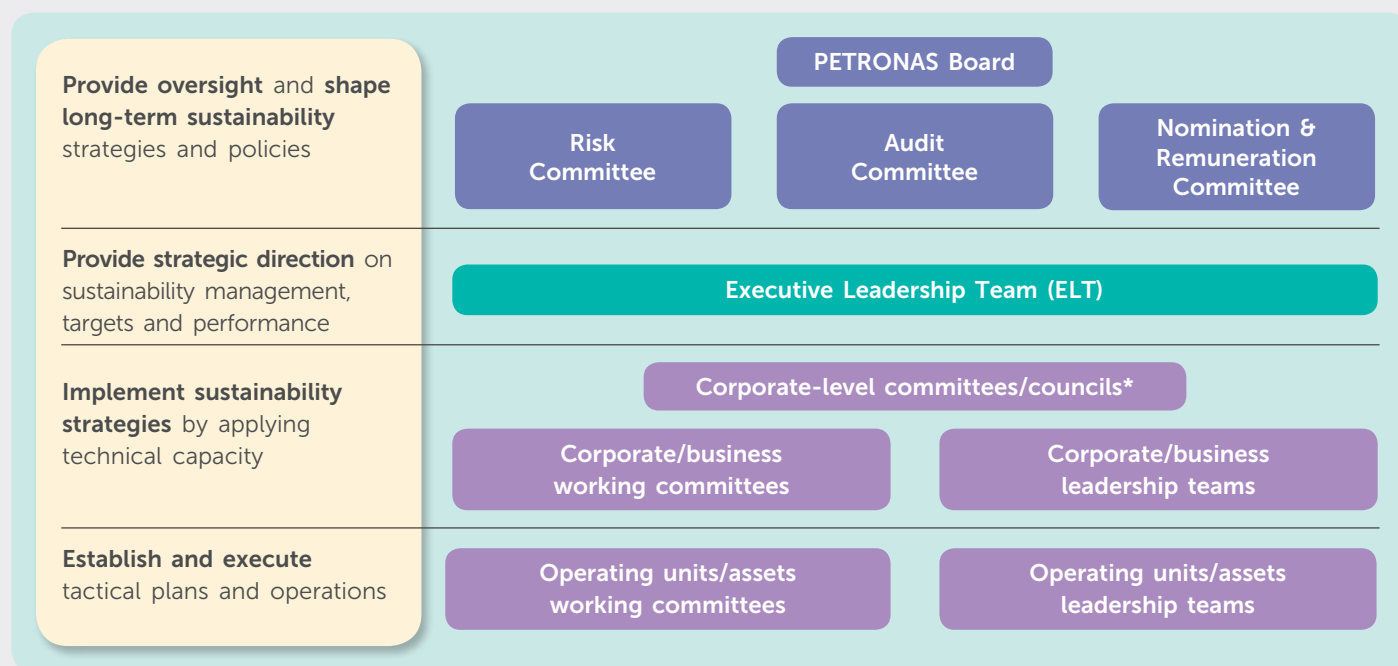 Provide oversight and shape
long-term sustainability
strategies and policies
PETRONAS Board
Risk
Committee
Audit
Committee
Nomination &
Remuneration
Committee
Provide strategic direction on
sustainability management,
targets and performance
Executive Leadership Team (ELT)
Implement sustainability
strategies by applying
technical capacity
Corporate-level committees/councils*
Corporate/business
working committees
Corporate/business
leadership teams
Establish and execute
tactical plans and operations
Operating units/assets
working committees
Operating units/assets
leadership teams